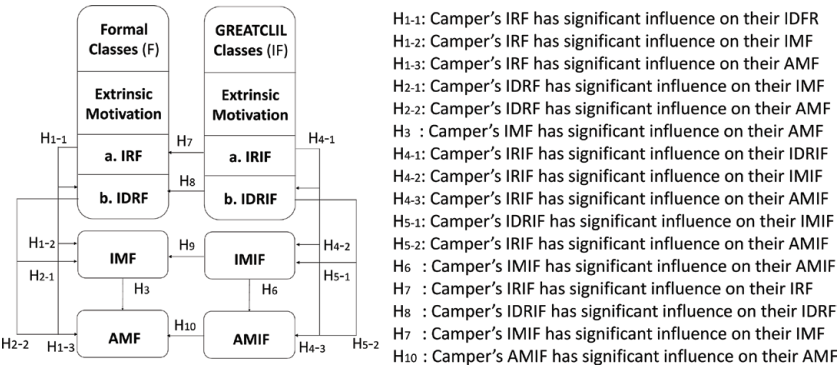 Formal
Classes (F)
GREATCLIL
Classes (IF)
Extrinsic
Motivation
Extrinsic
Motivation
H1-1
H7
H4-1
a. IRF
a. IRIF
H8
b. IDRF
b. IDRIF
H1-2
H9
H4-2
IMF
IMIF
H2-1
H5-1
H3
H6
H10
AMF
AMIF
H2-2
H1-3
H4-3
H5-2
H1-1: Camper's IRF has significant influence on their IDFR
H1-2: Camper's IRF has significant influence on their IMF
H1-3: Camper's IRF has significant influence on their AMF
H2-1: Camper's IDRF has significant influence on their IMF
H2-2: Camper's IDRF has significant influence on their AMF
H3 : Camper's IMF has significant influence on their AMF
H4-1: Camper's IRIF has significant influence on their IDRIF
H4-2: Camper's IRIF has significant influence on their IMIF
H4-3: Camper's IRIF has significant influence on their AMIF
H5-1: Camper's IDRIF has significant influence on their IMIF
H5-2: Camper's IRIF has significant influence on their AMIF
H6 : Camper's IMIF has significant influence on their AMIF
H7 : Camper's IRIF has significant influence on their IRF
H8 : Camper's IDRIF has significant influence on their IDRF
H7 : Camper's IMIF has significant influence on their IMF
H10 : Camper's AMIF has significant influence on their AMF